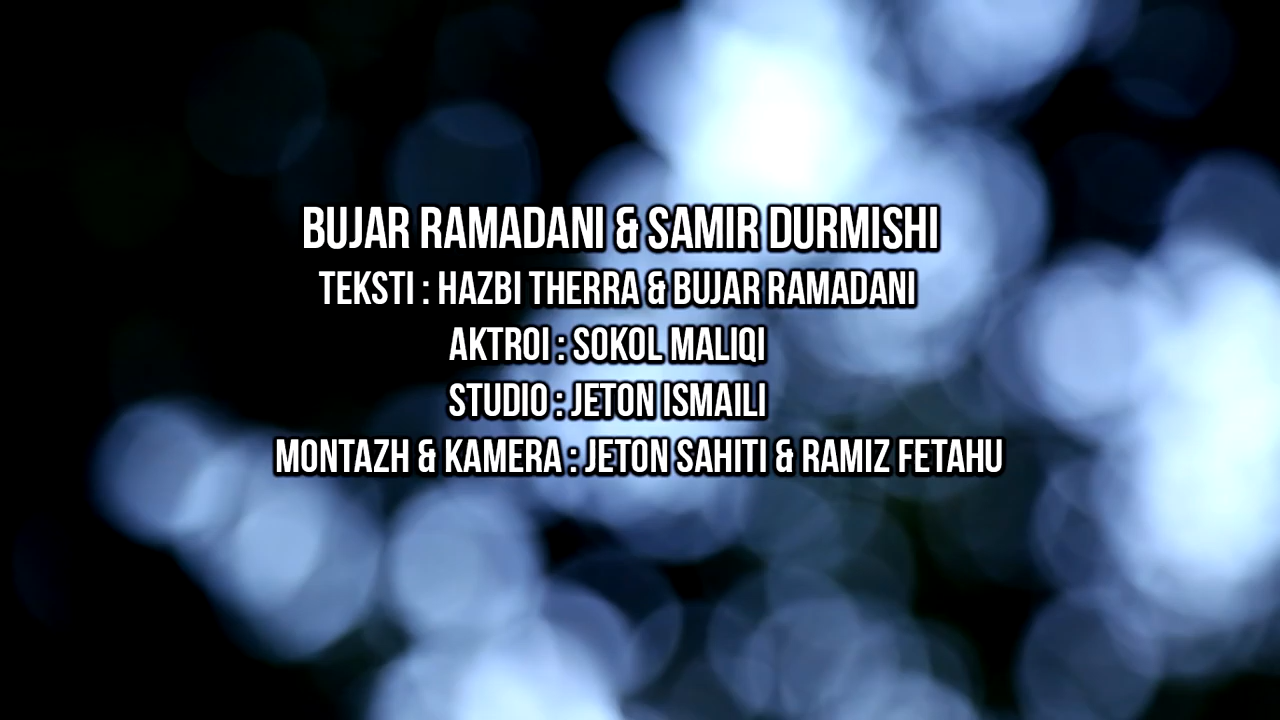 BUJAR RAMADANI & SAMIR DURMISHI
TEKSTI : HAZBI THERRA & BUJAR RAMADANI
AKTROI : SOKOL MALIQI
STUDIO : JETON ISMAILI
MONTAZH & KAMERA : JETON SAHITI & RAMIZ FETAHU